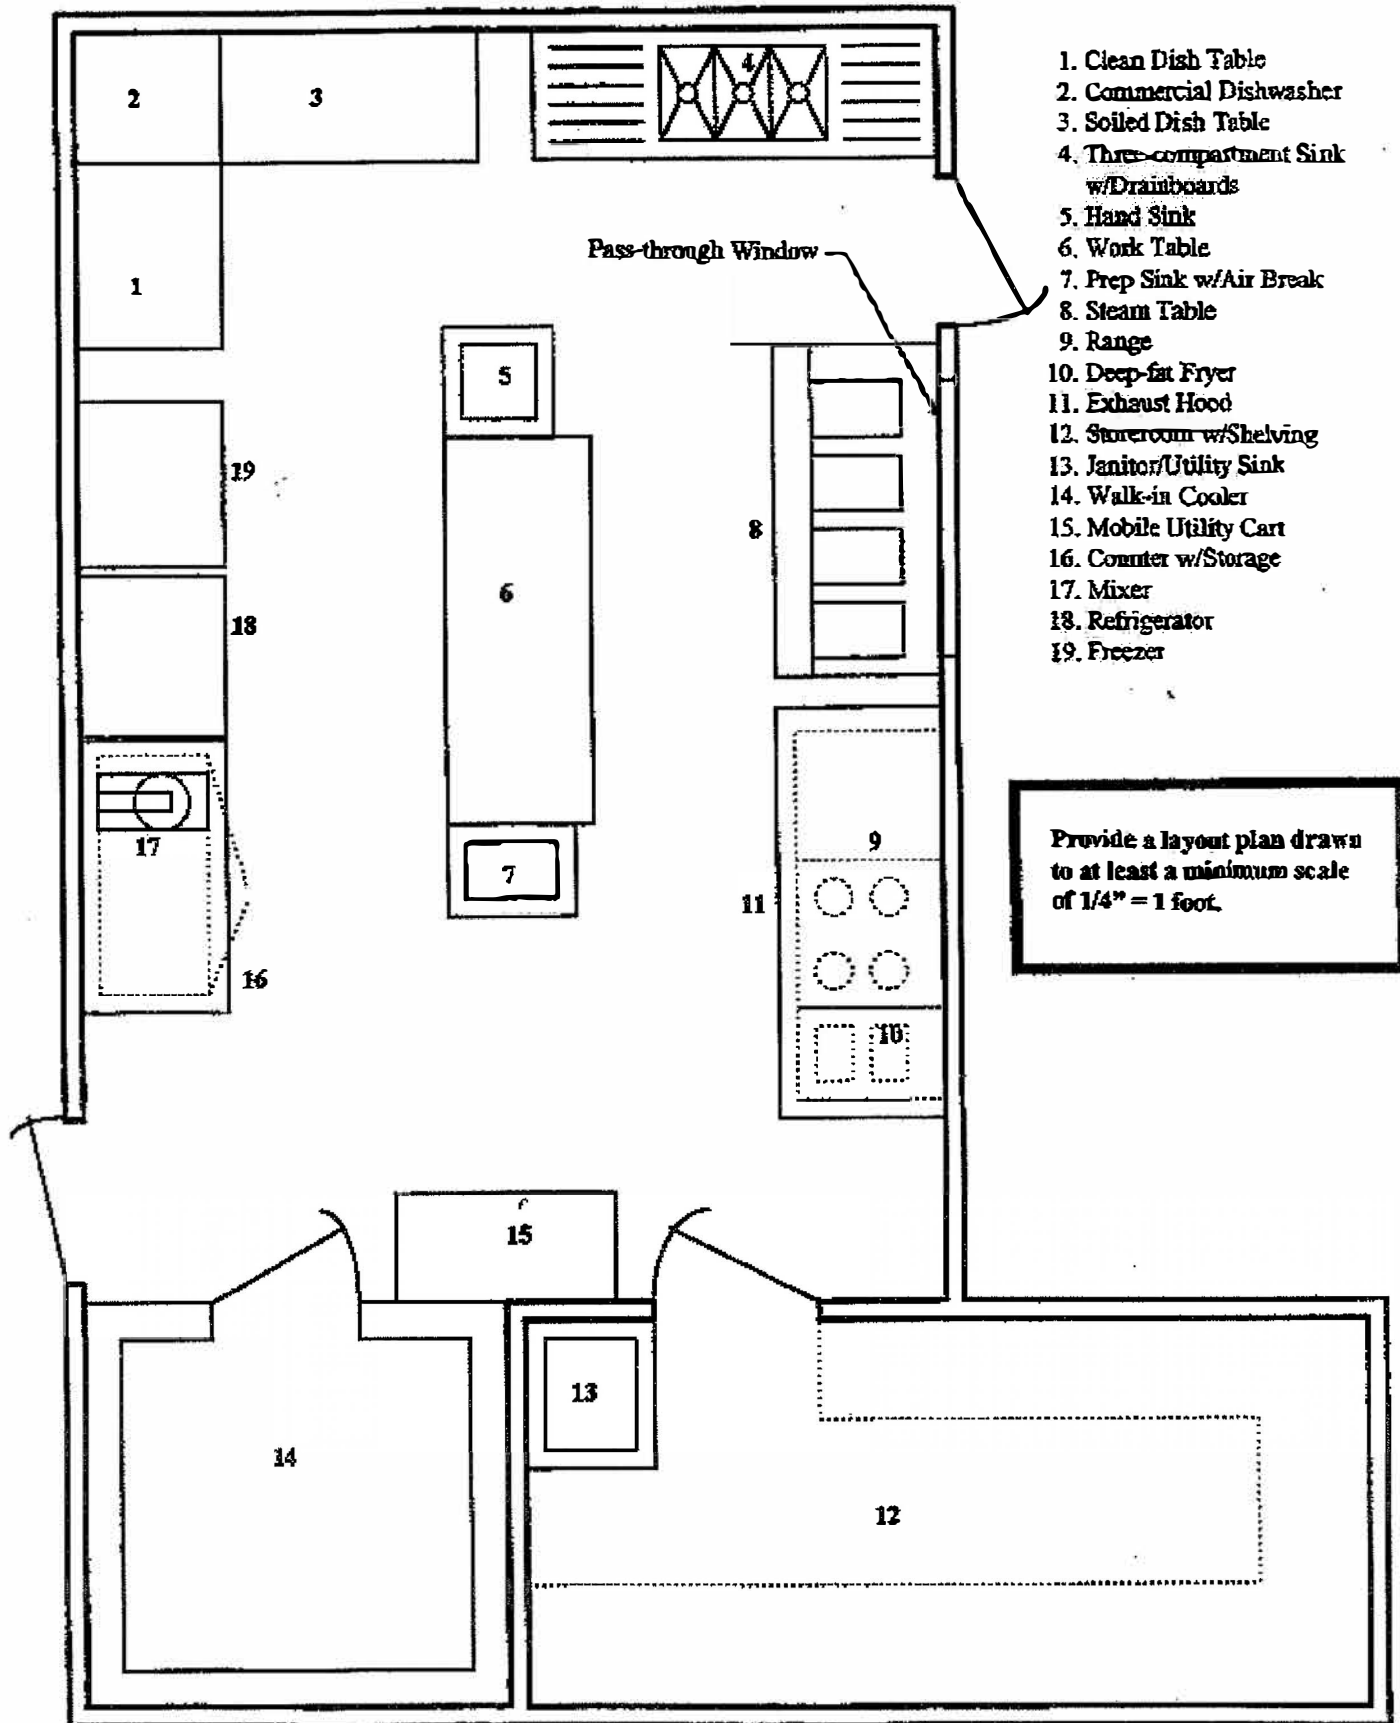 1. Clean Dish Table
2. Commercial Dishwasher
3. Soiled Dish Table
4. Three-compartment Sink
w/Drainboards
5. Hand Sink
6. Work Table
7. Prep Sink w/Air Break
8. Steam Table
9. Range
10. Deep-fat Fryer
11. Exhaust Hood
12. Storeroom w/Shelving
13. Janitor/Utility Sink
14. Walk-in Cooler
15. Mobile Utility Cart
16. Counter w/Storage
17. Mixer
18. Refrigerator
19. Freezer
Pass-through Window
Provide a layout plan drawn
to at least a minimum scale
of 1/4" = 1 foot.
2
3
4
1
5
19
8
6
18
17
9
7
11
16
10
15
13
14
12